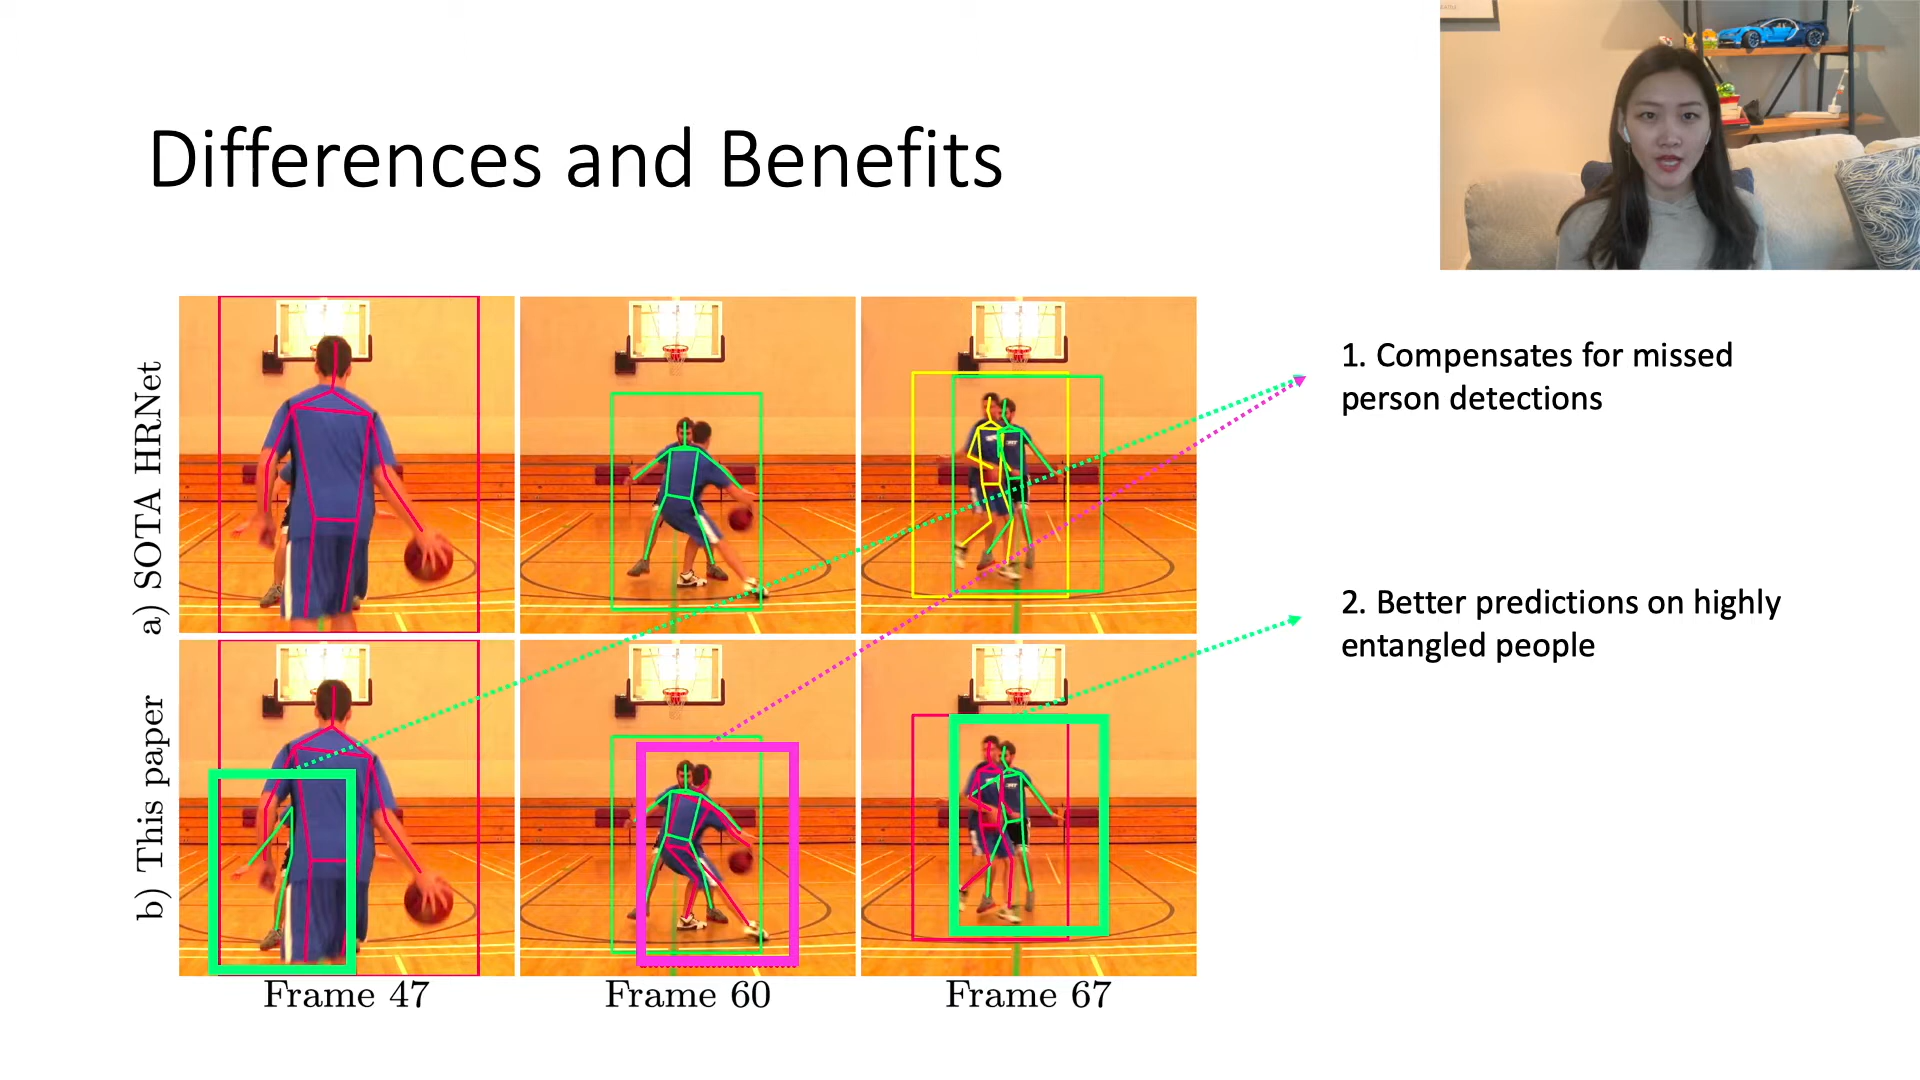 Differences and Benefits
a) SOTA HRNet
b) This paper
Frame 47
Frame 60
Frame 67
1. Compensates for missed
person detections
2. Better predictions on highly
entangled people